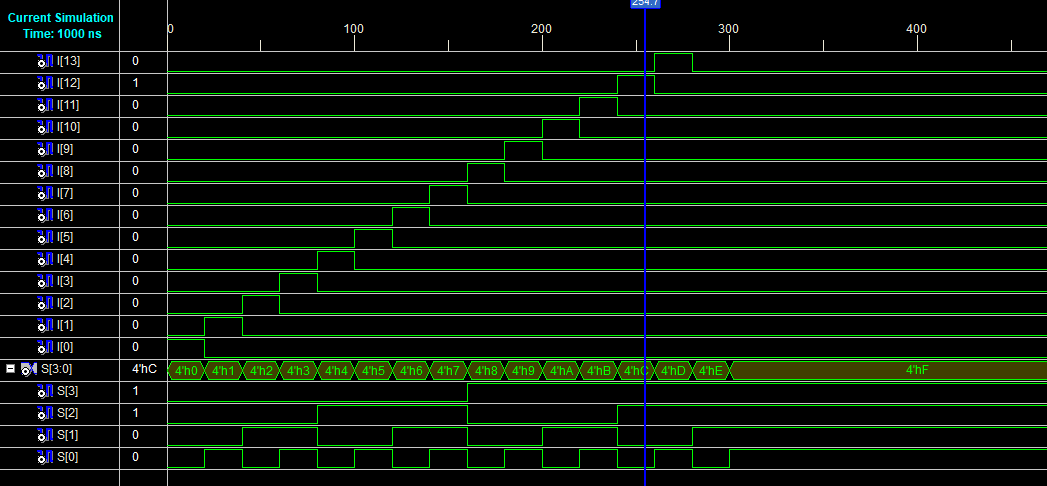 254.7
Current Simulation
Time: 1000 ns
0 100 200 300 400
I[13] 0
I[12] 1
I[11] 0
I[10] 0
I[9] 0
I[8] 0
I[7] 0
I[6] 0
I[5] 0
I[4] 0
I[3] 0
I[2] 0
I[1] 0
I[0] 0
S[3:0] 4'hC 4'h0 4'h1 4'h2 4'h3 4'h4 4'h5 4'h6 4'h7 4'h8 4'h9 4'hA 4'hB 4'hC 4'hD 4'hE 4'hF
S[3] 1
S[2] 1
S[1] 0
S[0] 0